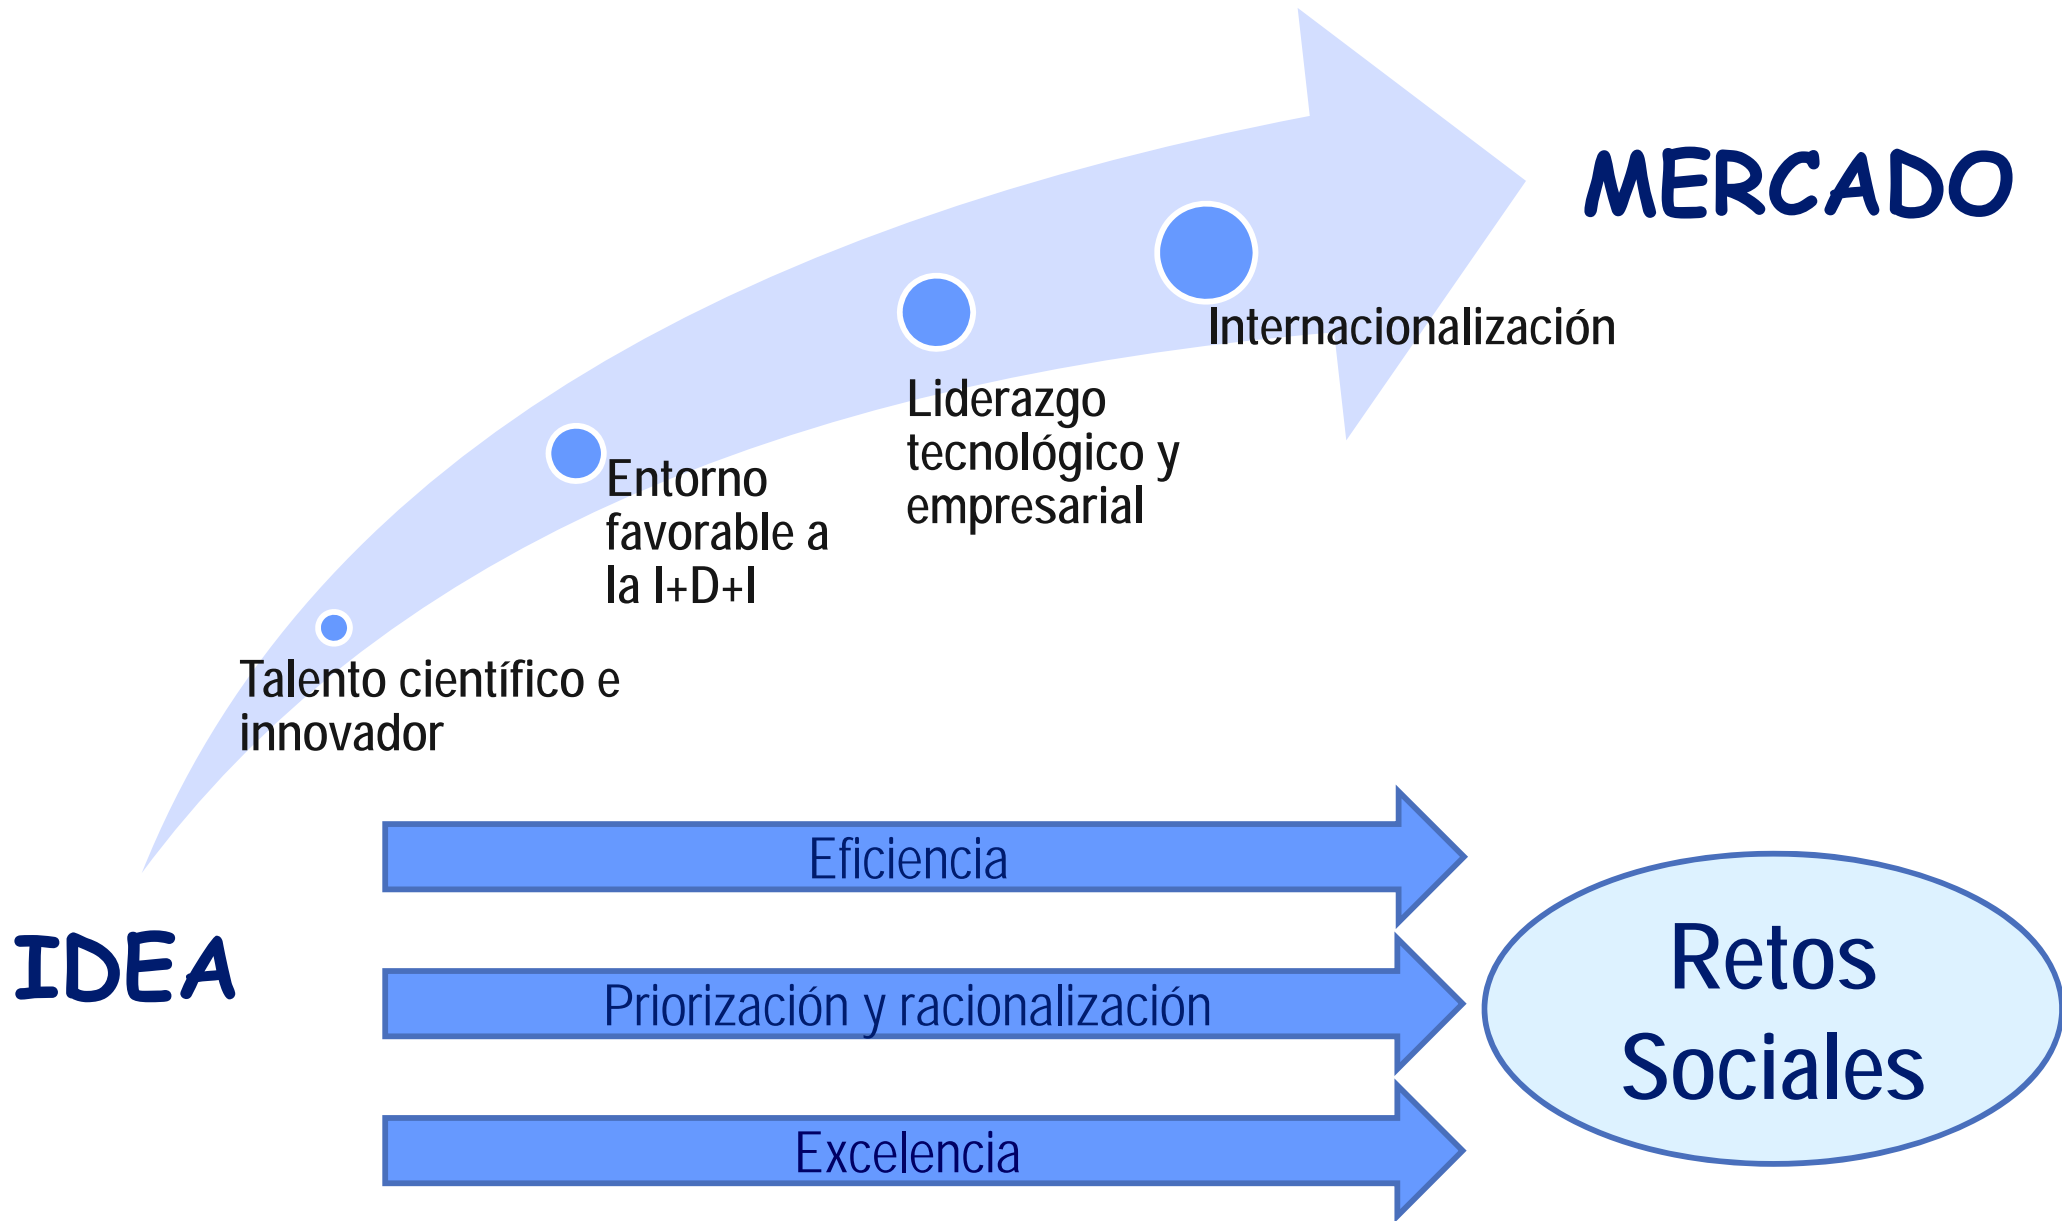 MERCADO
Internacionalización
Liderazgo
tecnológico y
empresarial
Entorno
favorable a
la I+D+I
Talento científico e
innovador
IDEA
Eficiencia
Priorización y racionalización
Excelencia
Retos
Sociales